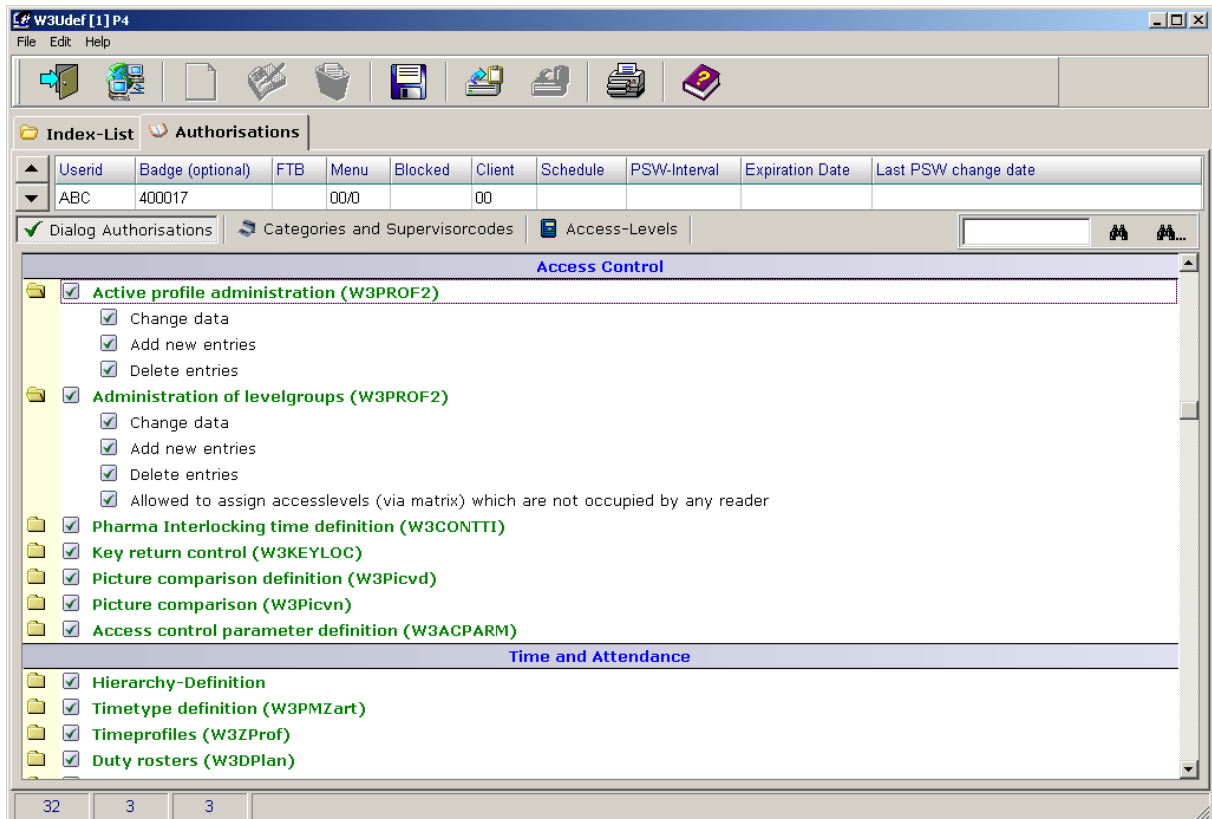 W3Udef [1] P4
File Edit Help
Index-List Authorisations
Userid Badge (optional) FTB Menu Blocked Client Schedule PSW-Interval Expiration Date Last PSW change date
ABC 400017 00/0 00
Dialog Authorisations Categories and Supervisorcodes Access-Levels ...
Access Control
Active profile administration (W3PROF2)
Change data
Add new entries
Delete entries
Administration of levelgroups (W3PROF2)
Change data
Add new entries
Delete entries
Allowed to assign accesslevels (via matrix) which are not occupied by any reader
Pharma Interlocking time definition (W3CONTTI)
Key return control (W3KEYLOC)
Picture comparison definition (W3Picvd)
Picture comparison (W3Picvn)
Access control parameter definition (W3ACPARM)
Time and Attendance
Hierarchy-Definition
Timetype definition (W3PMZart)
Timeprofiles (W3ZProf)
Duty rosters (W3DPlan)
32 3 3